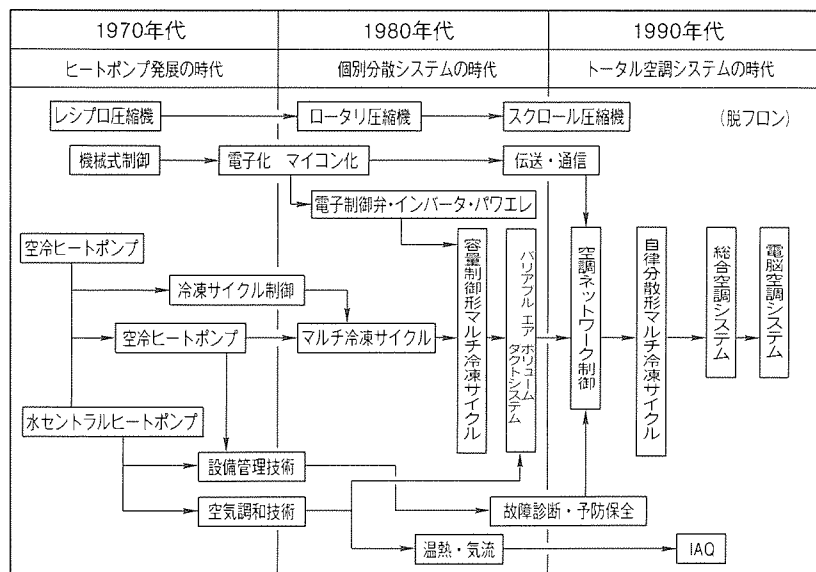 1970年代
1980年代
1990年代
ヒートポンプ発展の時代
個別分散システムの時代
トータル空調システムの時代
レシプロ圧縮機
ロータリ圧縮機
スクロール圧縮機
(脱フロン)
機械式制御
電子化 マイコン化
伝送・通信
電子制御弁・インバータ・パワエレ
空冷ヒートポンプ
冷凍サイクル制御
空冷ヒートポンプ
マルチ冷凍サイクル
容量制御形マルチ冷凍サイクル
バリアブル エア ボリューム
タクトシステム
空調ネットワーク制御
自律分散形マルチ冷凍サイクル
総合空調システム
電脳空調システム
水セントラルヒートポンプ
設備管理技術
空気調和技術
故障診断・予防保全
温熱・気流
IAQ